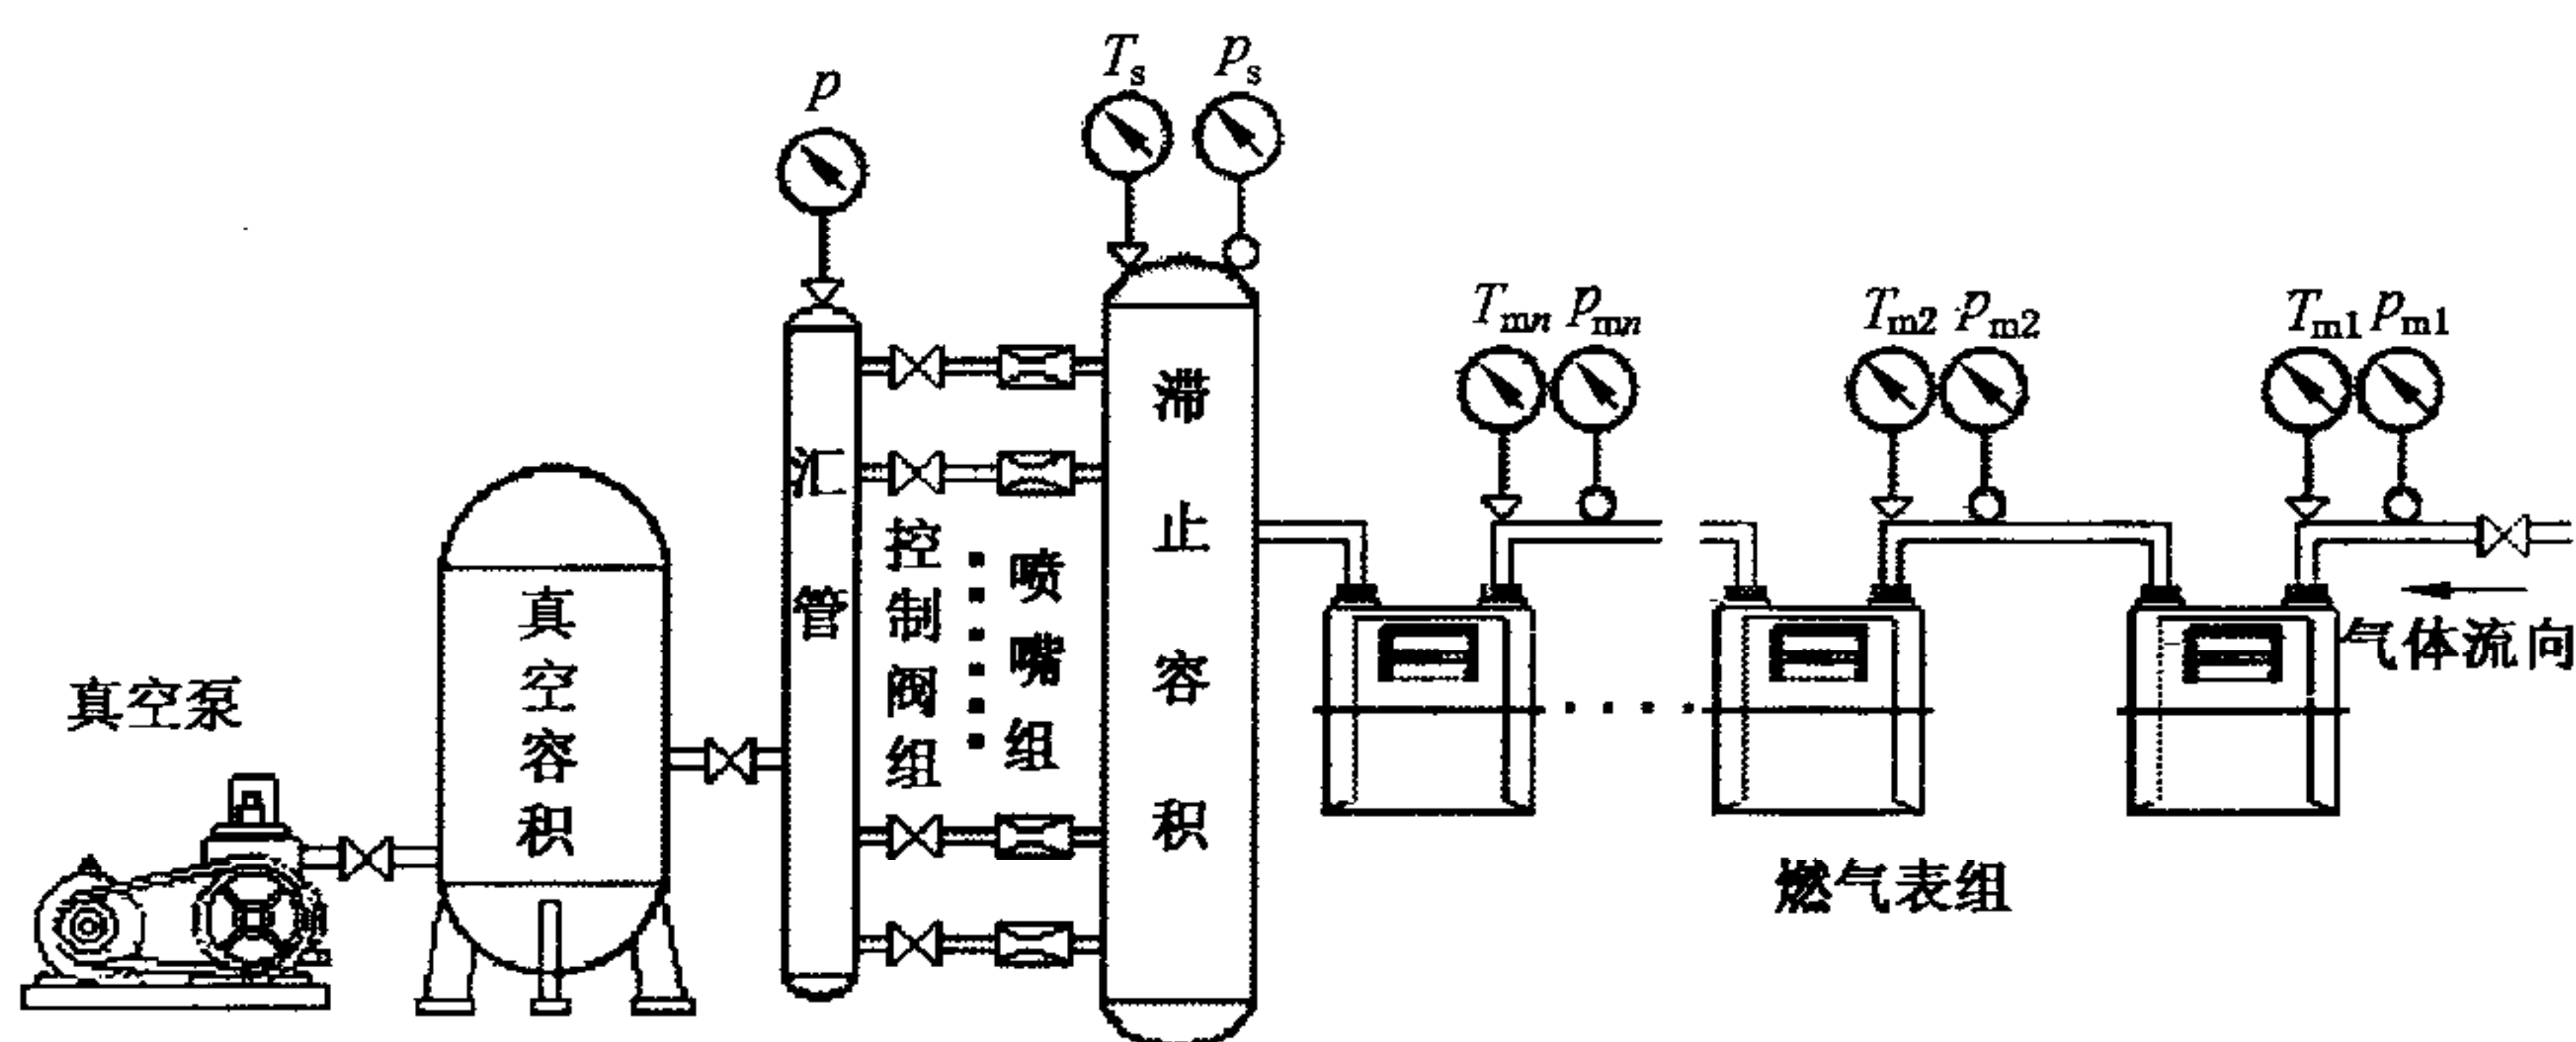 p
Ts ps
Tmn pmn
Tm2 pm2
Tm1 pm1
真空泵
真空容积
汇管
控制阀组
喷嘴组
滞止容积
气体流向
燃气表组